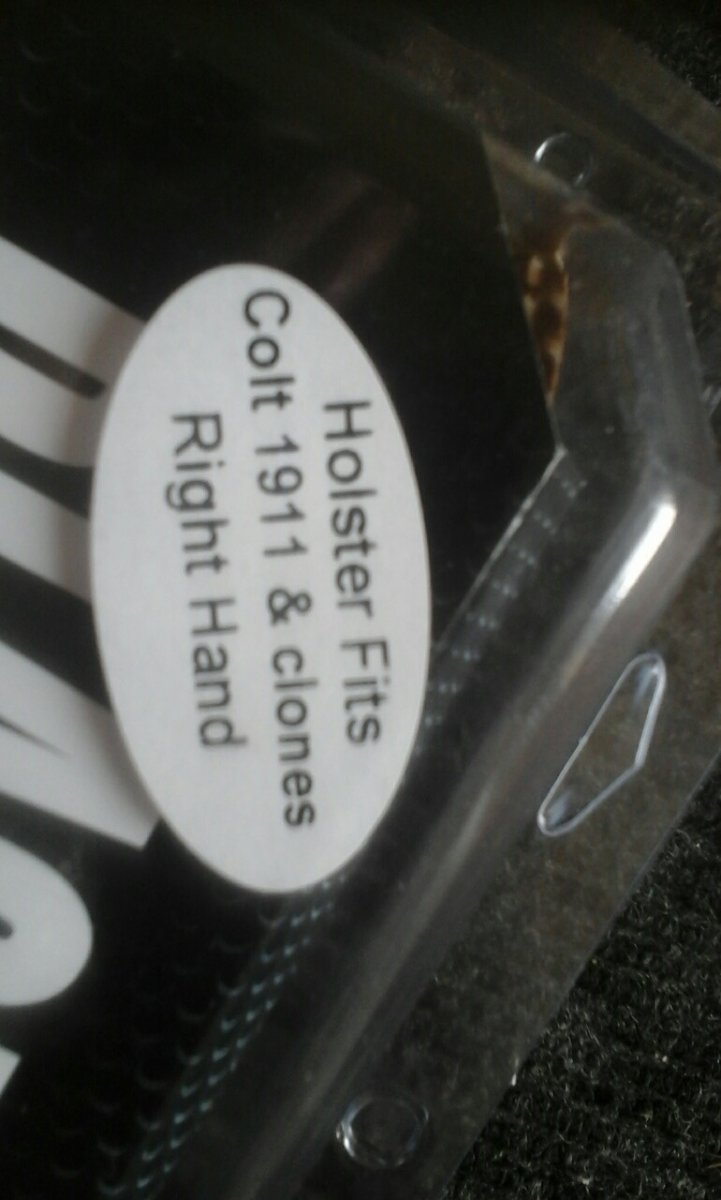 Holster Fits
Colt 1911 & clones
Right Hand